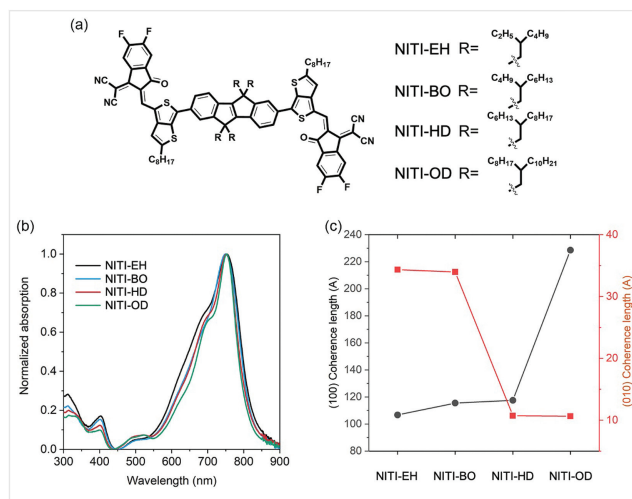 (a)
F
F
O
NC
CN
S
S
C8H17
R R
R R
C8H17
S
S
O
CN
CN
F
F
NITI-EH R=
C2H5 C4H9
NITI-BO R=
C4H9 C6H13
NITI-HD R=
C6H13 C8H17
NITI-OD R=
C8H17 C10H21
(b)
NITI-EH
NITI-BO
NITI-HD
NITI-OD
Normalized absorption
1.0
0.8
0.6
0.4
0.2
0.0
300 400 500 600 700 800 900
Wavelength (nm)
(c)
(100) Coherence length (A)
240
220
200
180
160
140
120
100
80
40
30
20
10
(010) Coherence length (A)
NITI-EH NITI-BO NITI-HD NITI-OD